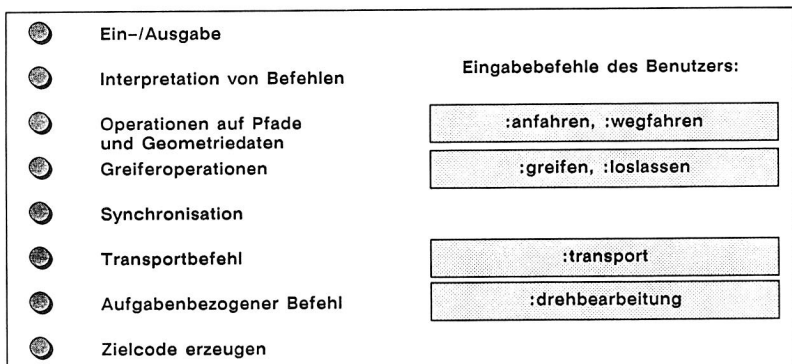 Ein-/Ausgabe
Interpretation von Befehlen
Eingabebefehle des Benutzers:
Operationen auf Pfade
und Geometriedaten
:anfahren, :wegfahren
Greiferoperationen
:greifen, :loslassen
Synchronisation
Transportbefehl
:transport
Aufgabenbezogener Befehl
:drehbearbeitung
Zielcode erzeugen